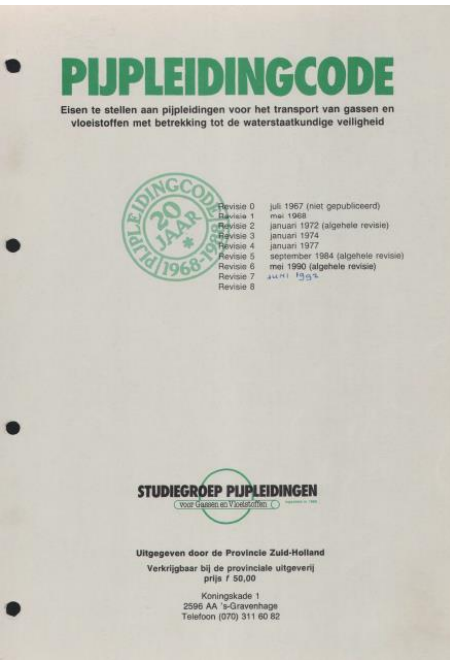 PIJPLEIDINGCODE
Eisen te stellen aan pijpleidingen voor het transport van gassen en
vloeistoffen met betrekking tot de waterstaatkundige veiligheid
PIJPLEIDINGCODE
20
JAAR
*
1968-1988
Revisie 0 juli 1967 (niet gepubliceerd)
Revisie 1 mei 1968
Revisie 2 januari 1972 (algehele revisie)
Revisie 3 januari 1974
Revisie 4 januari 1977
Revisie 5 september 1984 (algehele revisie)
Revisie 6 mei 1990 (algehele revisie)
Revisie 7 JUNI 1992
Revisie 8
STUDIEGROEP PIJPLEIDINGEN
voor Gassen en Vloeistoffen
Uitgegeven door de Provincie Zuid-Holland
Verkrijgbaar bij de provinciale uitgeverij
prijs f 50,00
Koningskade 1
2596 AA 's-Gravenhage
Telefoon (070) 311 60 82